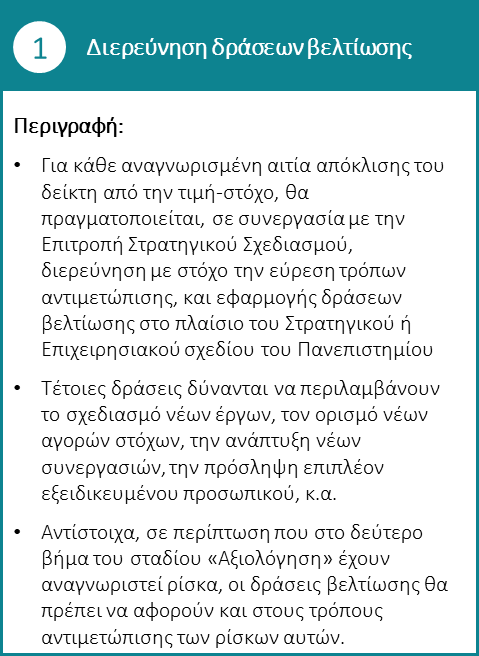 1 Διερεύνηση δράσεων βελτίωσης
Περιγραφή:
• Για κάθε αναγνωρισμένη αιτία απόκλισης του
δείκτη από την τιμή-στόχο, θα
πραγματοποιείται, σε συνεργασία με την
Επιτροπή Στρατηγικού Σχεδιασμού,
διερεύνηση με στόχο την εύρεση τρόπων
αντιμετώπισης, και εφαρμογής δράσεων
βελτίωσης στο πλαίσιο του Στρατηγικού ή
Επιχειρησιακού σχεδίου του Πανεπιστημίου
• Τέτοιες δράσεις δύνανται να περιλαμβάνουν
το σχεδιασμό νέων έργων, τον ορισμό νέων
αγορών στόχων, την ανάπτυξη νέων
συνεργασιών, την πρόσληψη επιπλέον
εξειδικευμένου προσωπικού, κ.α.
• Αντίστοιχα, σε περίπτωση που στο δεύτερο
βήμα του σταδίου «Αξιολόγηση» έχουν
αναγνωριστεί ρίσκα, οι δράσεις βελτίωσης θα
πρέπει να αφορούν και στους τρόπους
αντιμετώπισης των ρίσκων αυτών.